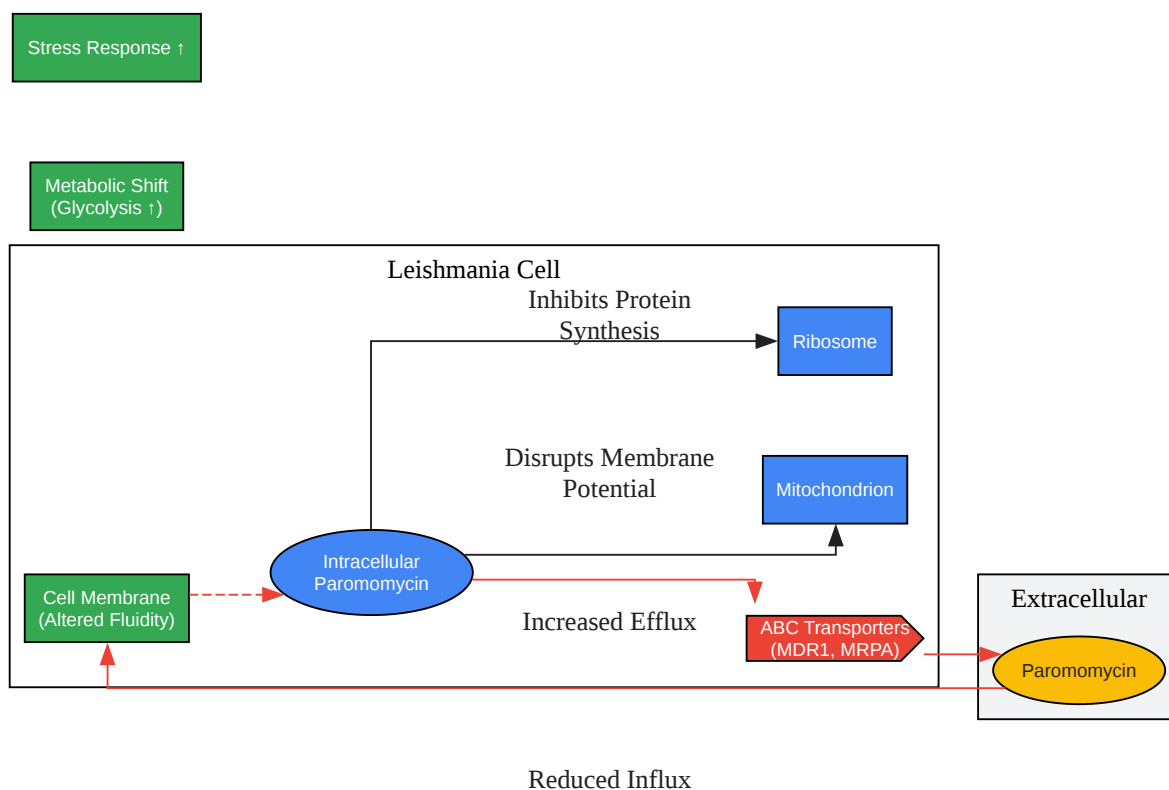 Stress Response ↑
Metabolic Shift
(Glycolysis ↑)
Leishmania Cell
Inhibits Protein
Synthesis
Ribosome
Disrupts Membrane
Potential
Mitochondrion
Intracellular
Paromomycin
Cell Membrane
(Altered Fluidity)
Increased Efflux
ABC Transporters
(MDR1, MRPA)
Extracellular
Paromomycin
Reduced Influx